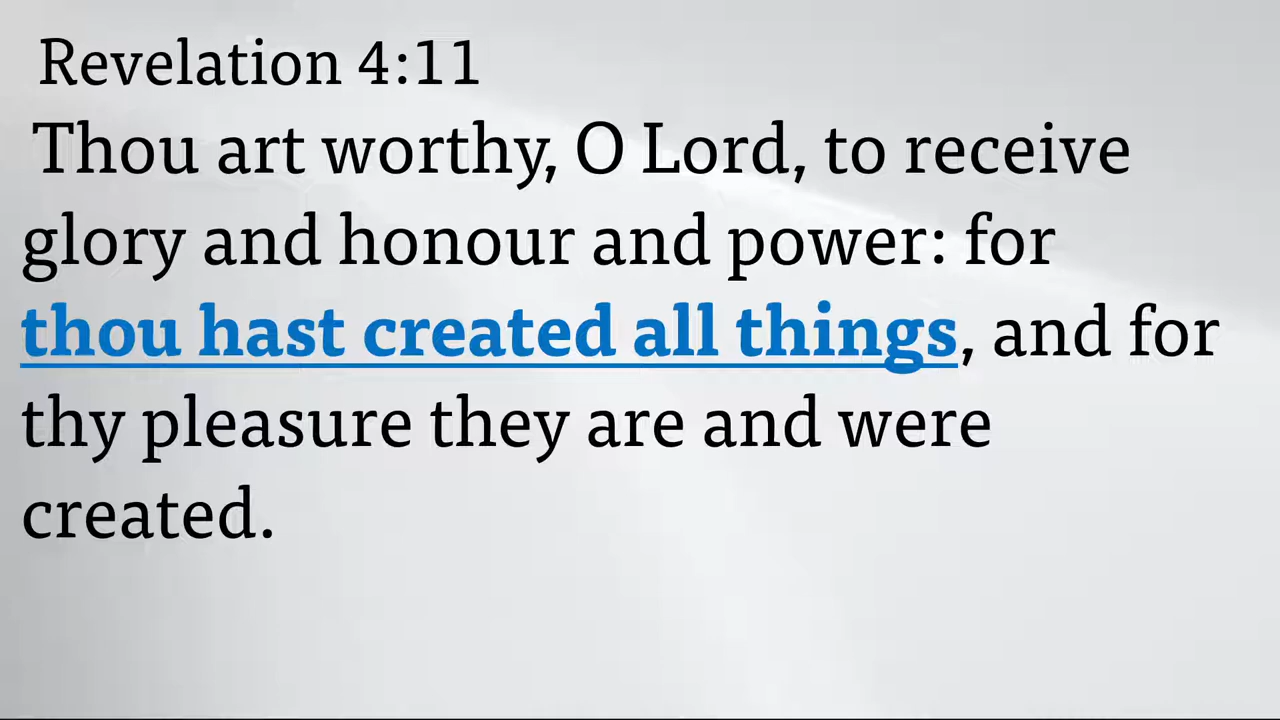 Revelation 4:11
Thou art worthy, O Lord, to receive
glory and honour and power: for
thou hast created all things, and for
thy pleasure they are and were
created.